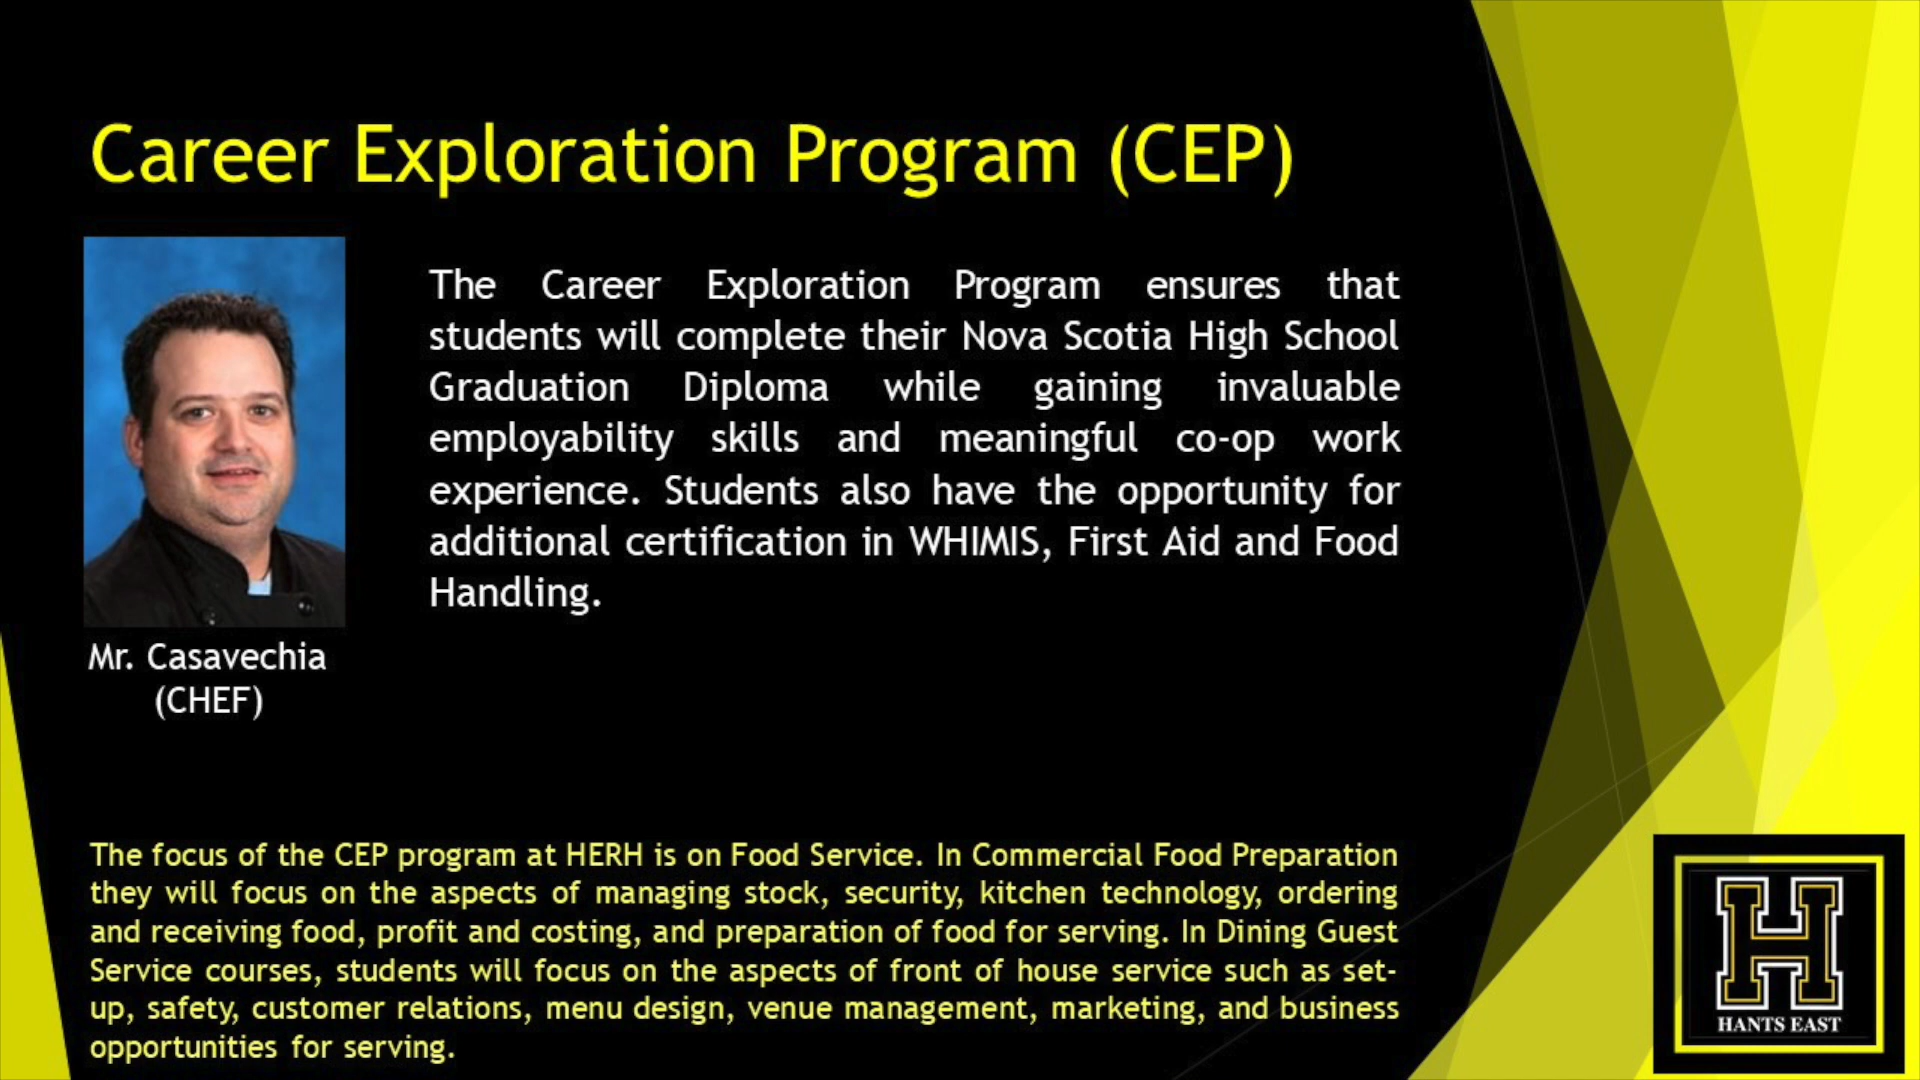 Career Exploration Program (CEP)
The Career Exploration Program ensures that
students will complete their Nova Scotia High School
Graduation Diploma while gaining invaluable
employability skills and meaningful co-op work
experience. Students also have the opportunity for
additional certification in WHIMIS, First Aid and Food
Handling.
Mr. Casavechia
(CHEF)
The focus of the CEP program at HERH is on Food Service. In Commercial Food Preparation
they will focus on the aspects of managing stock, security, kitchen technology, ordering
and receiving food, profit and costing, and preparation of food for serving. In Dining Guest
Service courses, students will focus on the aspects of front of house service such as set-
up, safety, customer relations, menu design, venue management, marketing, and business
opportunities for serving.
H
HANTS EAST